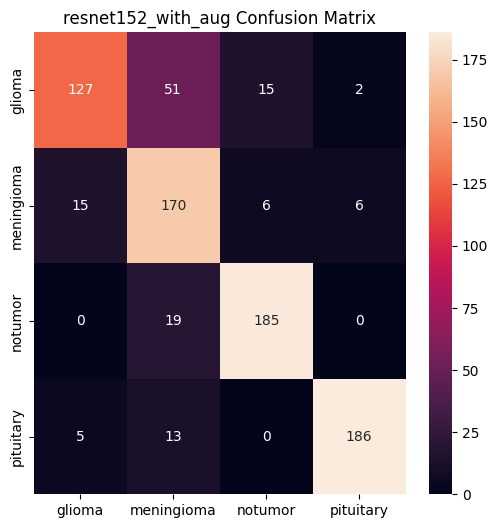 resnet152_with_aug Confusion Matrix
glioma 127 51 15 2
meningioma 15 170 6 6
notumor 0 19 185 0
pituitary 5 13 0 186
glioma meningioma notumor pituitary
175
150
125
100
75
50
25
0